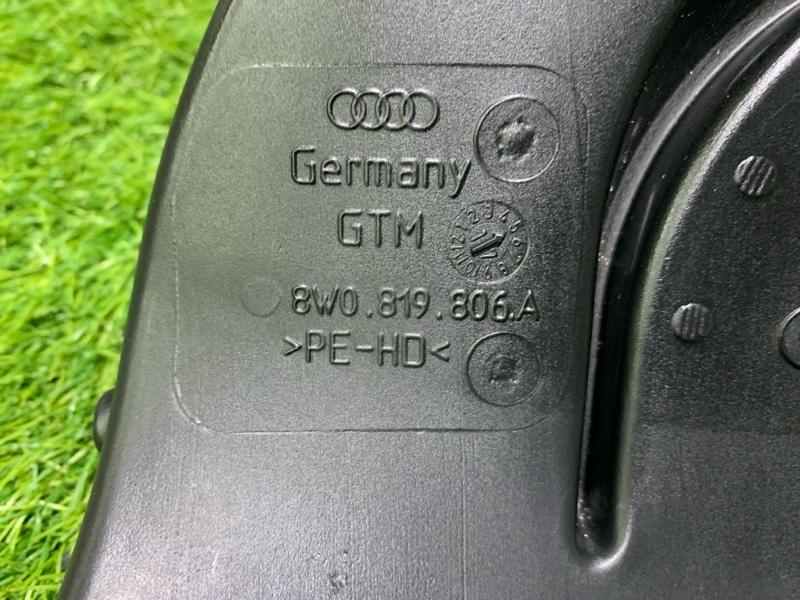 Germany
GTM
8W0.819.806.A
>PE-HD<